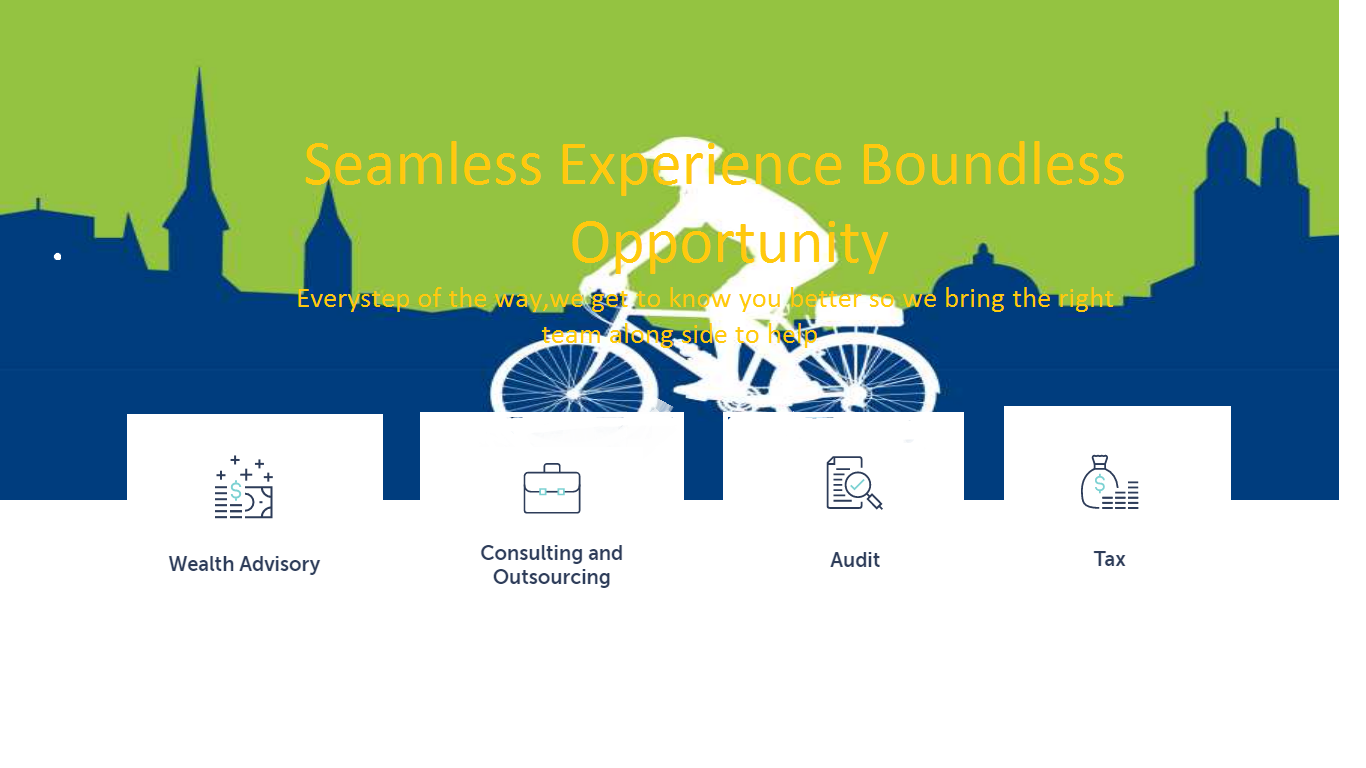 Seamless Experience Boundless
Opportunity
Everystep of the way,we get to know you better so we bring the right
team along side to help
Wealth Advisory
Consulting and
Outsourcing
Audit
Tax